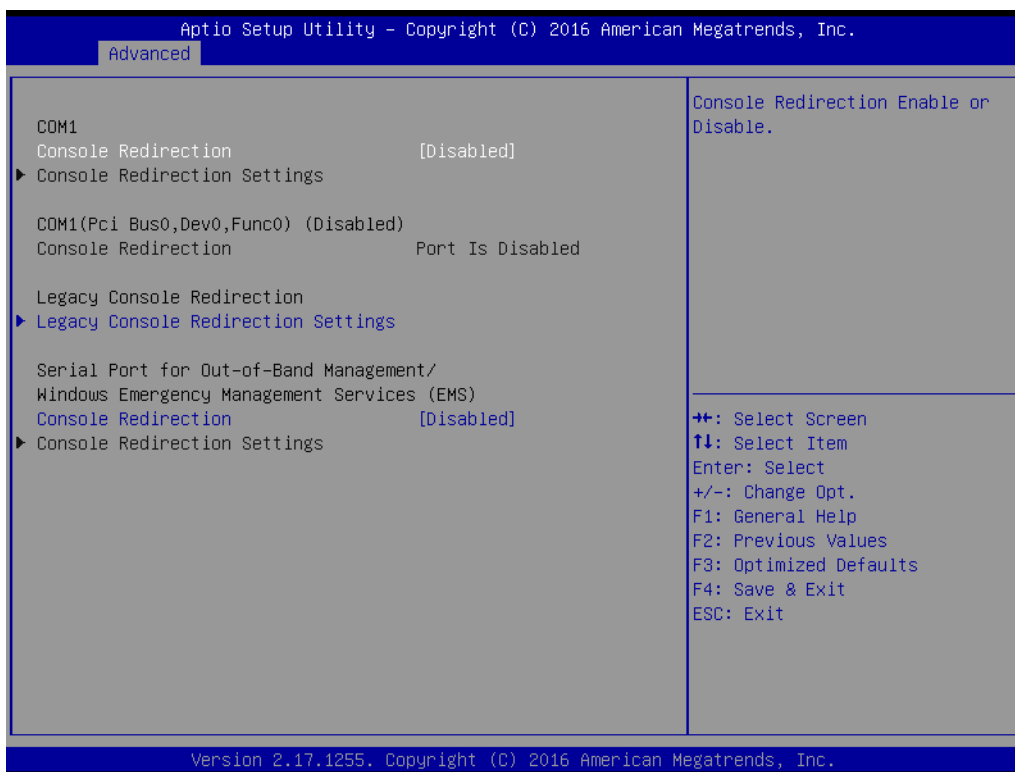 Aptio Setup Utility – Copyright (C) 2016 American Megatrends, Inc.
Advanced
COM1
Console Redirection [Disabled]
▶ Console Redirection Settings
COM1(Pci Bus0,Dev0,Func0) (Disabled)
Console Redirection Port Is Disabled
Legacy Console Redirection
▶ Legacy Console Redirection Settings
Serial Port for Out-of-Band Management/
Windows Emergency Management Services (EMS)
Console Redirection [Disabled]
▶ Console Redirection Settings
Console Redirection Enable or
Disable.
→←: Select Screen
↑↓: Select Item
Enter: Select
+/-: Change Opt.
F1: General Help
F2: Previous Values
F3: Optimized Defaults
F4: Save & Exit
ESC: Exit
Version 2.17.1255. Copyright (C) 2016 American Megatrends, Inc.